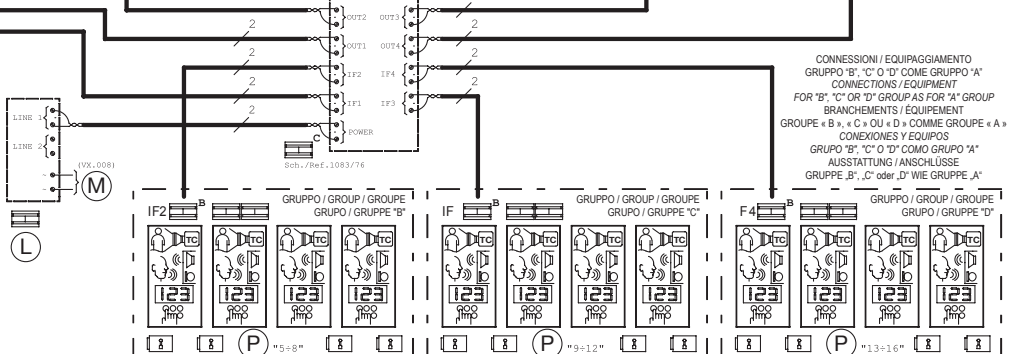 2
OUT2 OUT3
2
2
OUT1 OUT4
2
2
IF2 IF4
2
2
IF1 IF3
2
POWER
C
Sch./Ref.1083/76
LINE 1
LINE 2
(VX.008)
~
~
M
L
CONNESSIONI / EQUIPAGGIAMENTO
GRUPPO "B", "C" O "D" COME GRUPPO "A"
CONNECTIONS / EQUIPMENT
FOR "B", "C" OR "D" GROUP AS FOR "A" GROUP
BRANCHEMENTS / ÉQUIPEMENT
GROUPE « B », « C » OU « D » COMME GROUPE « A »
CONEXIONES Y EQUIPOS
GRUPO "B", "C" O "D" COMO GRUPO "A"
AUSSTATTUNG / ANSCHLÜSSE
GRUPPE „B“, „C“ oder „D“ WIE GRUPPE „A“
IF2 B
GRUPPO / GROUP / GROUPE
GRUPO / GRUPPE "B"
TC TC TC TC
123 123 123 123
P "5÷8"
IF B
GRUPPO / GROUP / GROUPE
GRUPO / GRUPPE "C"
TC TC TC TC
123 123 123 123
P "9÷12"
F4 B
GRUPPO / GROUP / GROUPE
GRUPO / GRUPPE "D"
TC TC TC TC
123 123 123 123
P "13÷16"